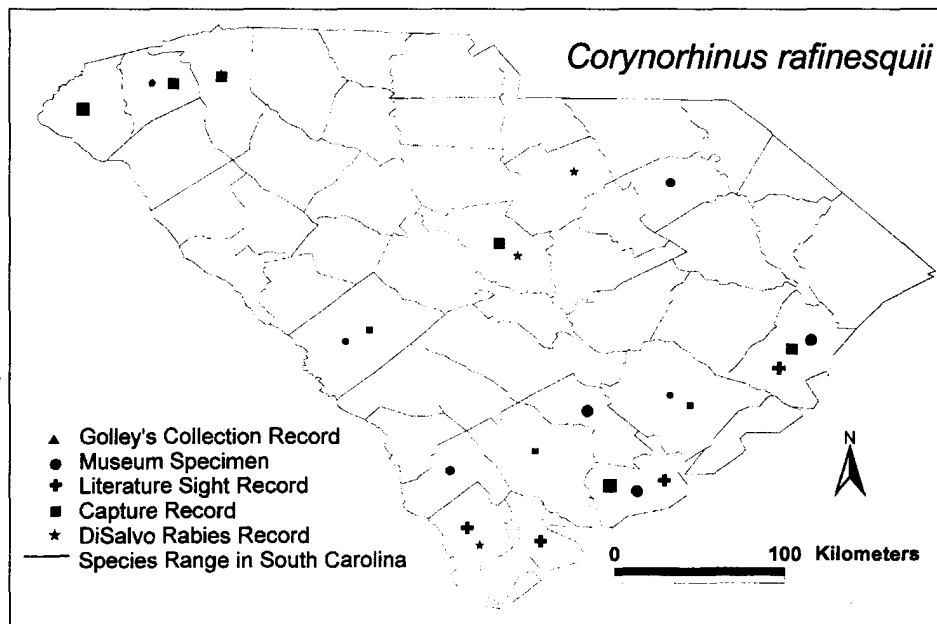 Corynorhinus rafinesquii
Golley's Collection Record
Museum Specimen
Literature Sight Record
Capture Record
DiSalvo Rabies Record
Species Range in South Carolina
N
0 100 Kilometers